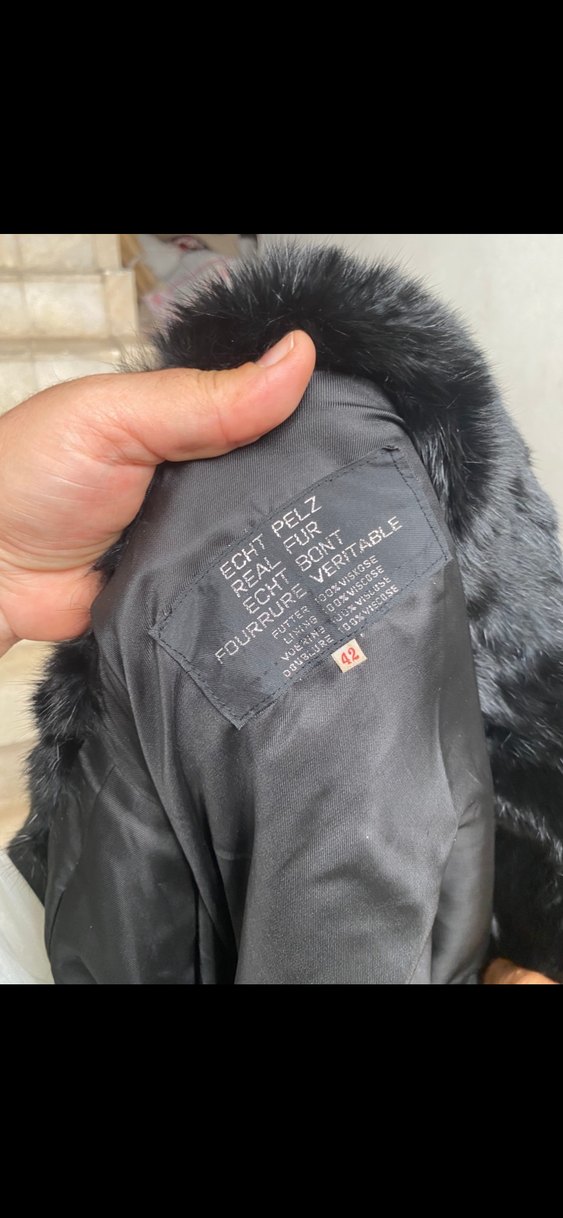 ECHT PELZ
REAL FUR
ECHT BONT
FOURRURE VERITABLE
FUTTER 100% VISKOSE
LINING 100% VISCOSE
VOERING 100% VISCOSE
DOUBLURE 100% VISCOSE
42